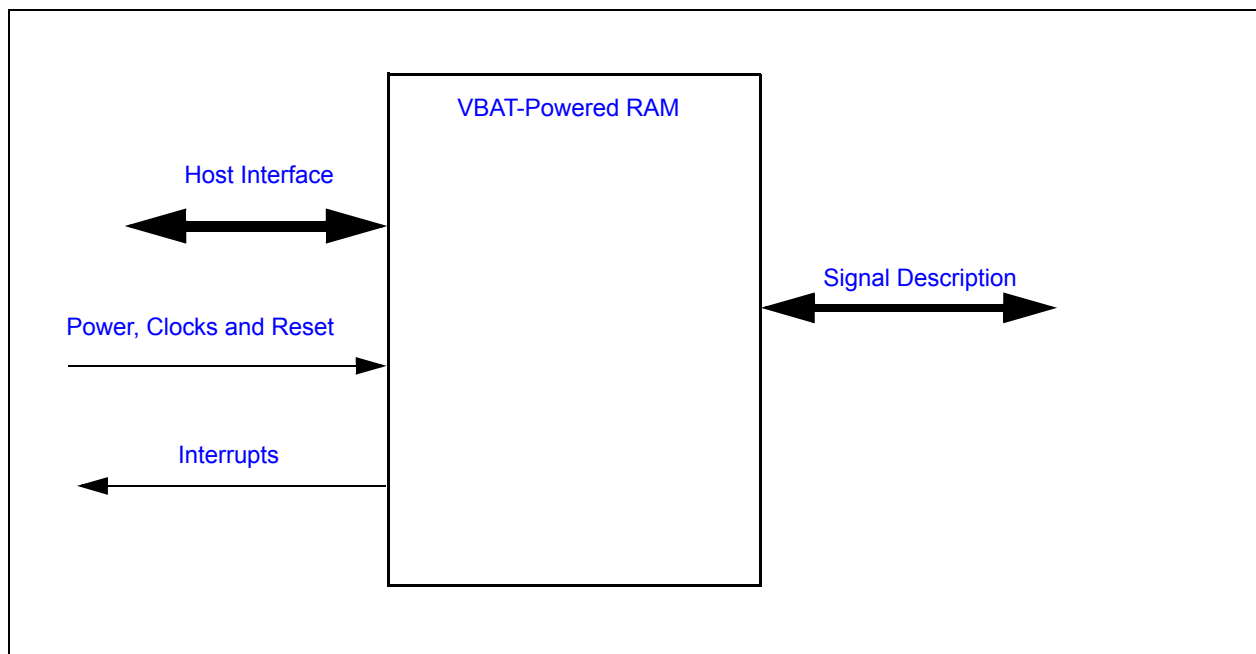 VBAT-Powered RAM
Host Interface
Signal Description
Power, Clocks and Reset
Interrupts